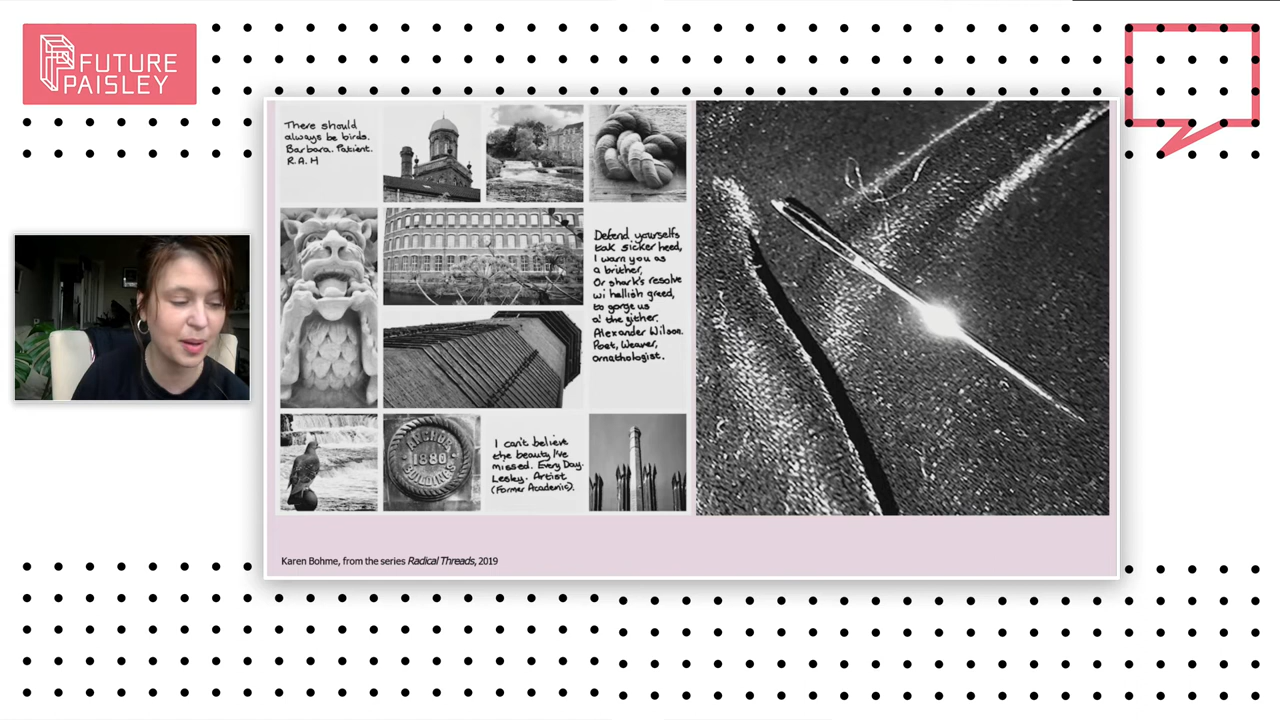 FUTURE
PAISLEY
There should
always be birds.
Barbara. Patient.
R.A.H
Defend yourselfs
tak sicker heed,
I warn you as
a brither,
Or shark's resolve
wi hellish greed,
to gorge us
a' the gither.
Alexander Wilson.
Poet, Weaver,
ornathologist.
ANCHOR
1880
BUILDINGS
I can't believe
the beauty I've
missed. Every Day.
Lesley. Artist
(Former Academic).
Karen Bohme, from the series Radical Threads, 2019